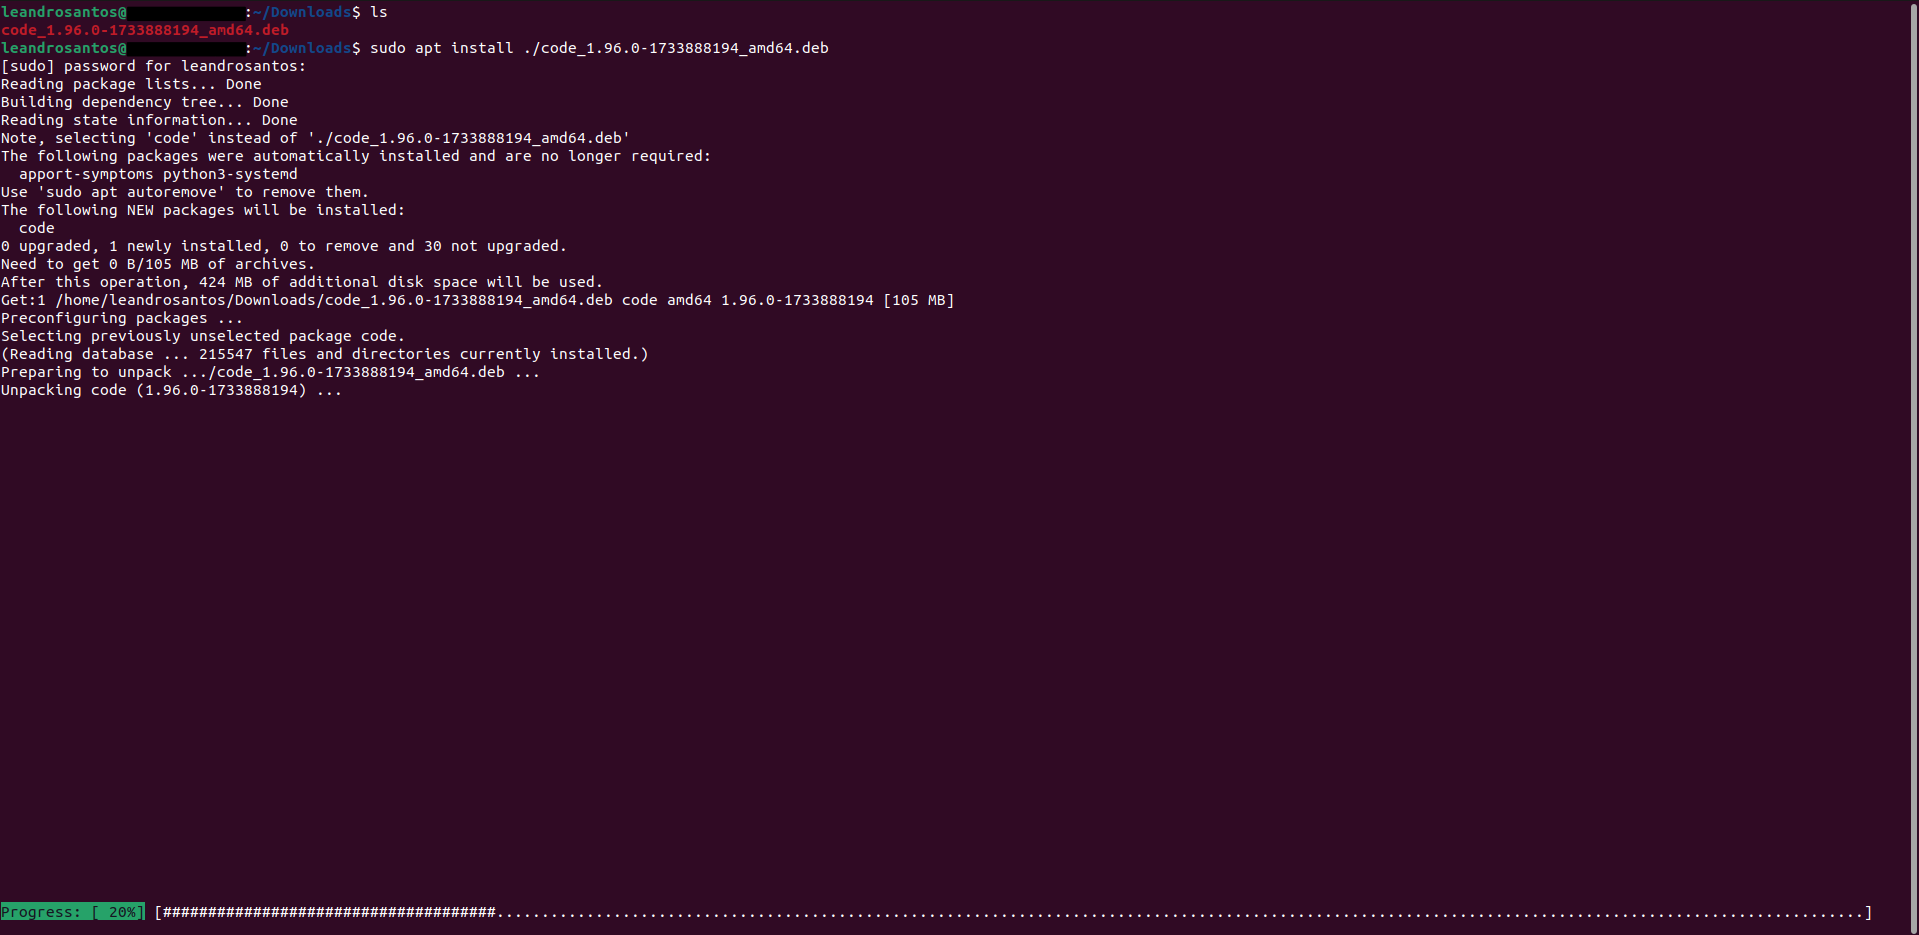 leandrosantos@:~/Downloads$ ls
code_1.96.0-1733888194_amd64.deb
leandrosantos@:~/Downloads$ sudo apt install ./code_1.96.0-1733888194_amd64.deb
[sudo] password for leandrosantos:
Reading package lists... Done
Building dependency tree... Done
Reading state information... Done
Note, selecting 'code' instead of './code_1.96.0-1733888194_amd64.deb'
The following packages were automatically installed and are no longer required:
  apport-symptoms python3-systemd
Use 'sudo apt autoremove' to remove them.
The following NEW packages will be installed:
  code
0 upgraded, 1 newly installed, 0 to remove and 30 not upgraded.
Need to get 0 B/105 MB of archives.
After this operation, 424 MB of additional disk space will be used.
Get:1 /home/leandrosantos/Downloads/code_1.96.0-1733888194_amd64.deb code amd64 1.96.0-1733888194 [105 MB]
Preconfiguring packages ...
Selecting previously unselected package code.
(Reading database ... 215547 files and directories currently installed.)
Preparing to unpack .../code_1.96.0-1733888194_amd64.deb ...
Unpacking code (1.96.0-1733888194) ...
Progress: [ 20%] [#####################################........................................................................................................................................................]